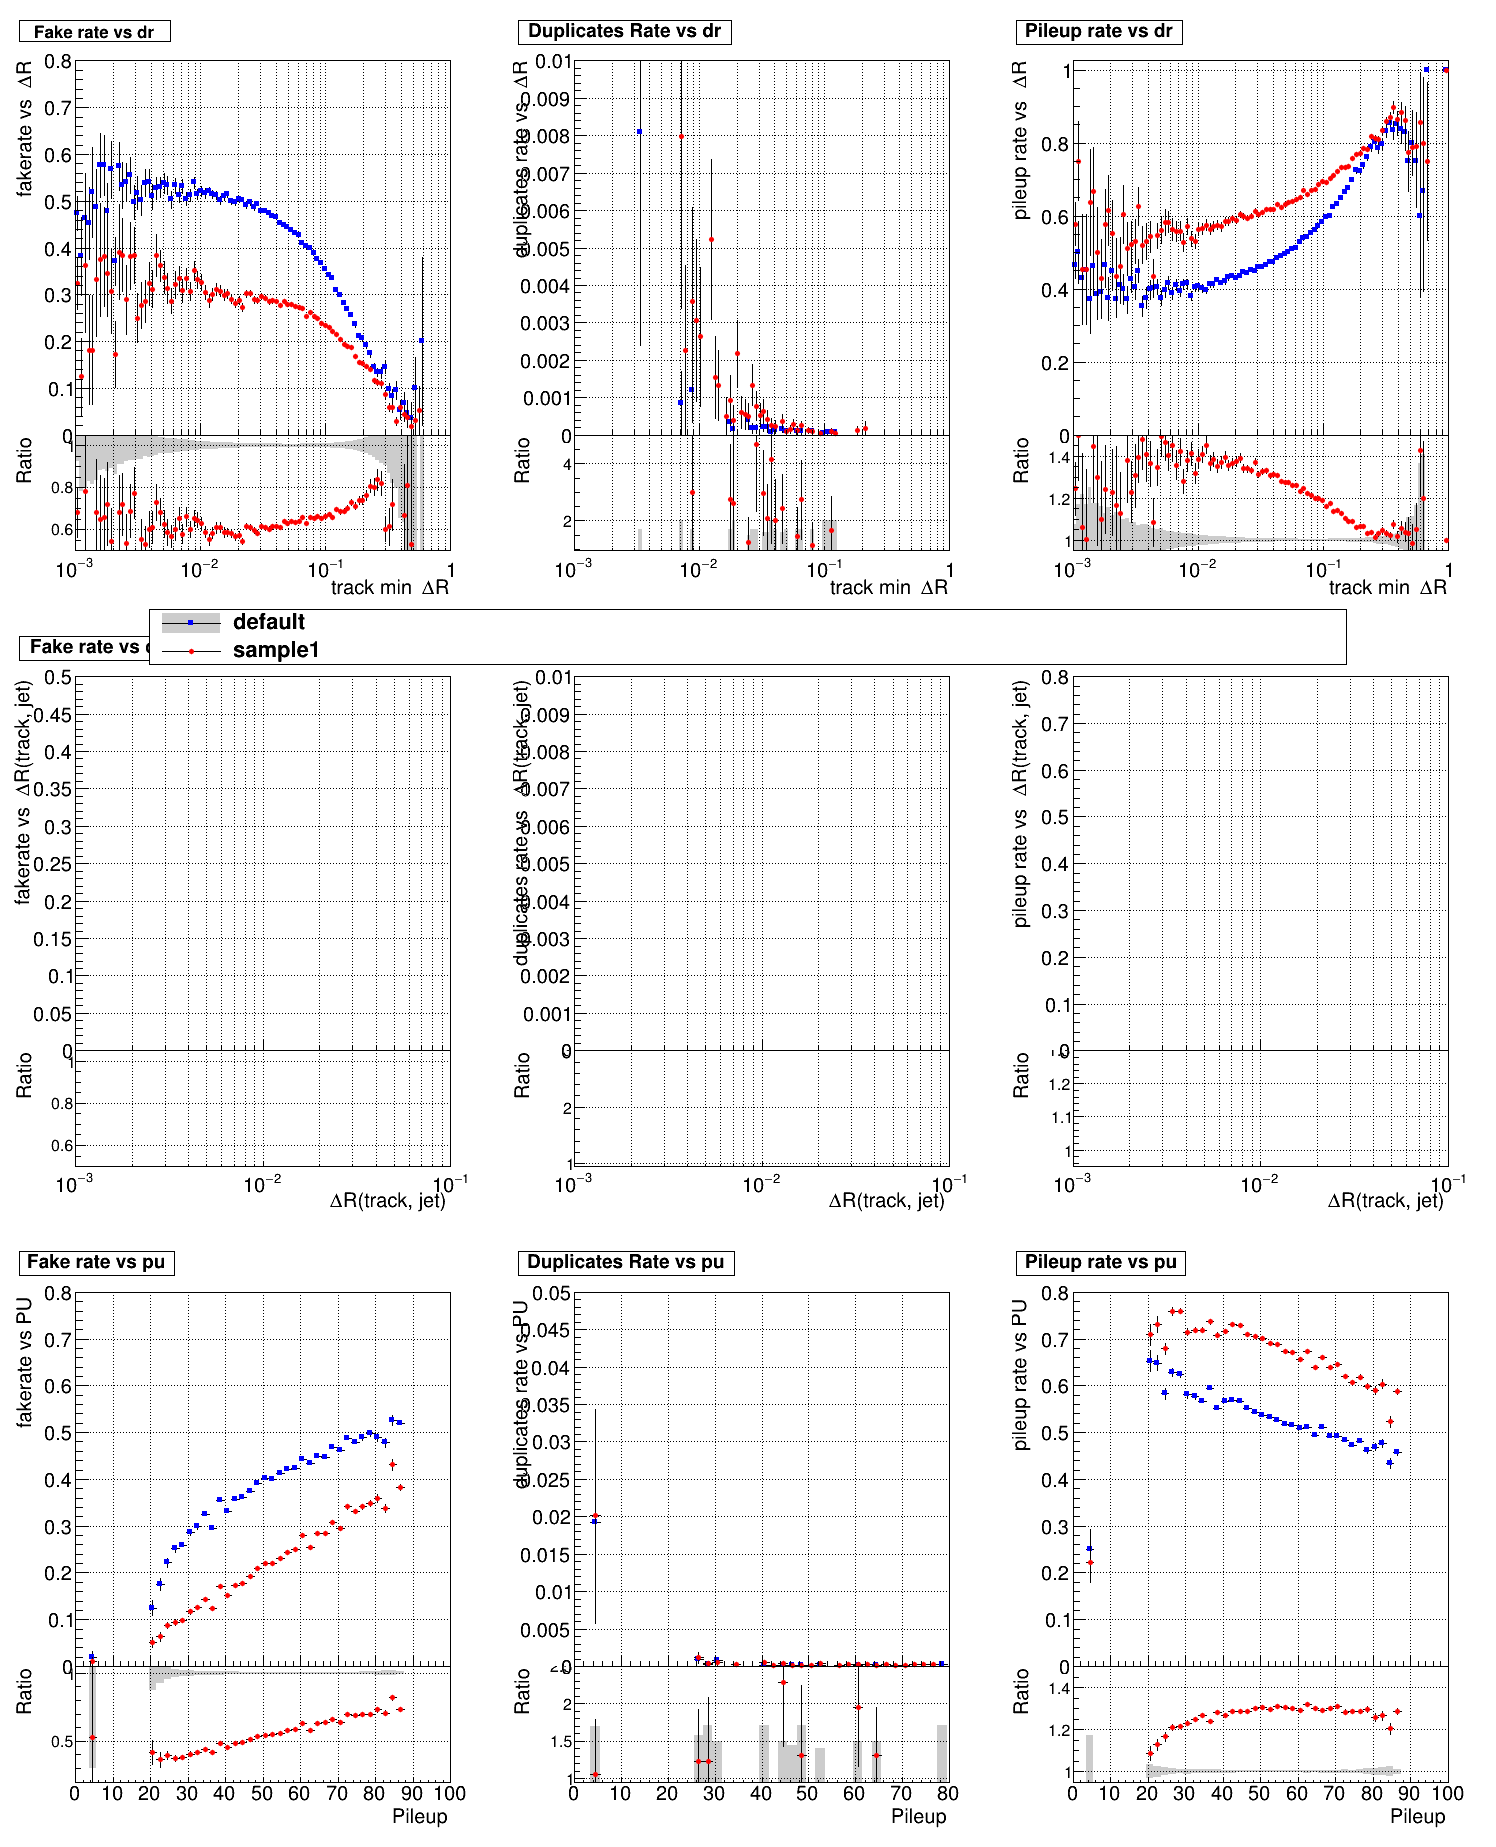 Fake rate vs dr
Duplicates Rate vs dr
Pileup rate vs dr
fakerate vs ΔR
0.8
0.7
0.6
0.5
0.4
0.3
0.2
0.1
0
Ratio
0.8
0.6
10⁻³ 10⁻² 10⁻¹ 1
track min ΔR
duplicates rate vs ΔR
0.01
0.009
0.008
0.007
0.006
0.005
0.004
0.003
0.002
0.001
0
Ratio
4
2
10⁻³ 10⁻² 10⁻¹ 1
track min ΔR
pileup rate vs ΔR
1
0.8
0.6
0.4
0.2
0
Ratio
1.4
1.2
1
10⁻³ 10⁻² 10⁻¹ 1
track min ΔR
default
sample1
Fake rate vs
fakerate vs ΔR(track, jet)
0.5
0.45
0.4
0.35
0.3
0.25
0.2
0.15
0.1
0.05
0
Ratio
1
0.8
0.6
10⁻³ 10⁻² 10⁻¹
ΔR(track, jet)
duplicates rate vs ΔR(track, jet)
0.01
0.009
0.008
0.007
0.006
0.005
0.004
0.003
0.002
0.001
0
Ratio
2
1
10⁻³ 10⁻² 10⁻¹
ΔR(track, jet)
pileup rate vs ΔR(track, jet)
0.8
0.7
0.6
0.5
0.4
0.3
0.2
0.1
0
Ratio
1.2
1.1
1
10⁻³ 10⁻² 10⁻¹
ΔR(track, jet)
Fake rate vs pu
Duplicates Rate vs pu
Pileup rate vs pu
fakerate vs PU
0.8
0.7
0.6
0.5
0.4
0.3
0.2
0.1
0
Ratio
0.5
0 10 20 30 40 50 60 70 80 90 100
Pileup
duplicates rate vs PU
0.05
0.045
0.04
0.035
0.03
0.025
0.02
0.015
0.01
0.005
0
Ratio
2
1.5
1
0 10 20 30 40 50 60 70 80
Pileup
pileup rate vs PU
0.8
0.7
0.6
0.5
0.4
0.3
0.2
0.1
0
Ratio
1.4
1.2
1
0 10 20 30 40 50 60 70 80 90 100
Pileup